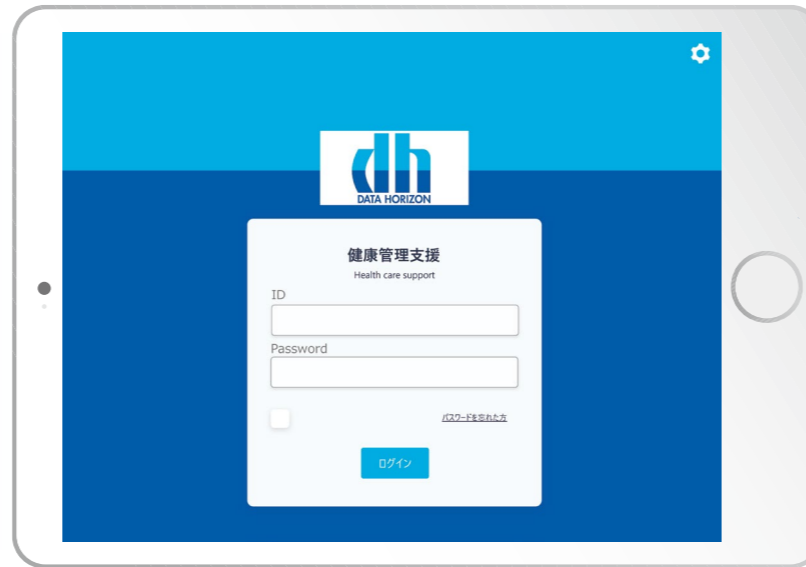 dh
DATA HORIZON
健康管理支援
Health care support
ID
Password
パスワードを忘れた方
ログイン